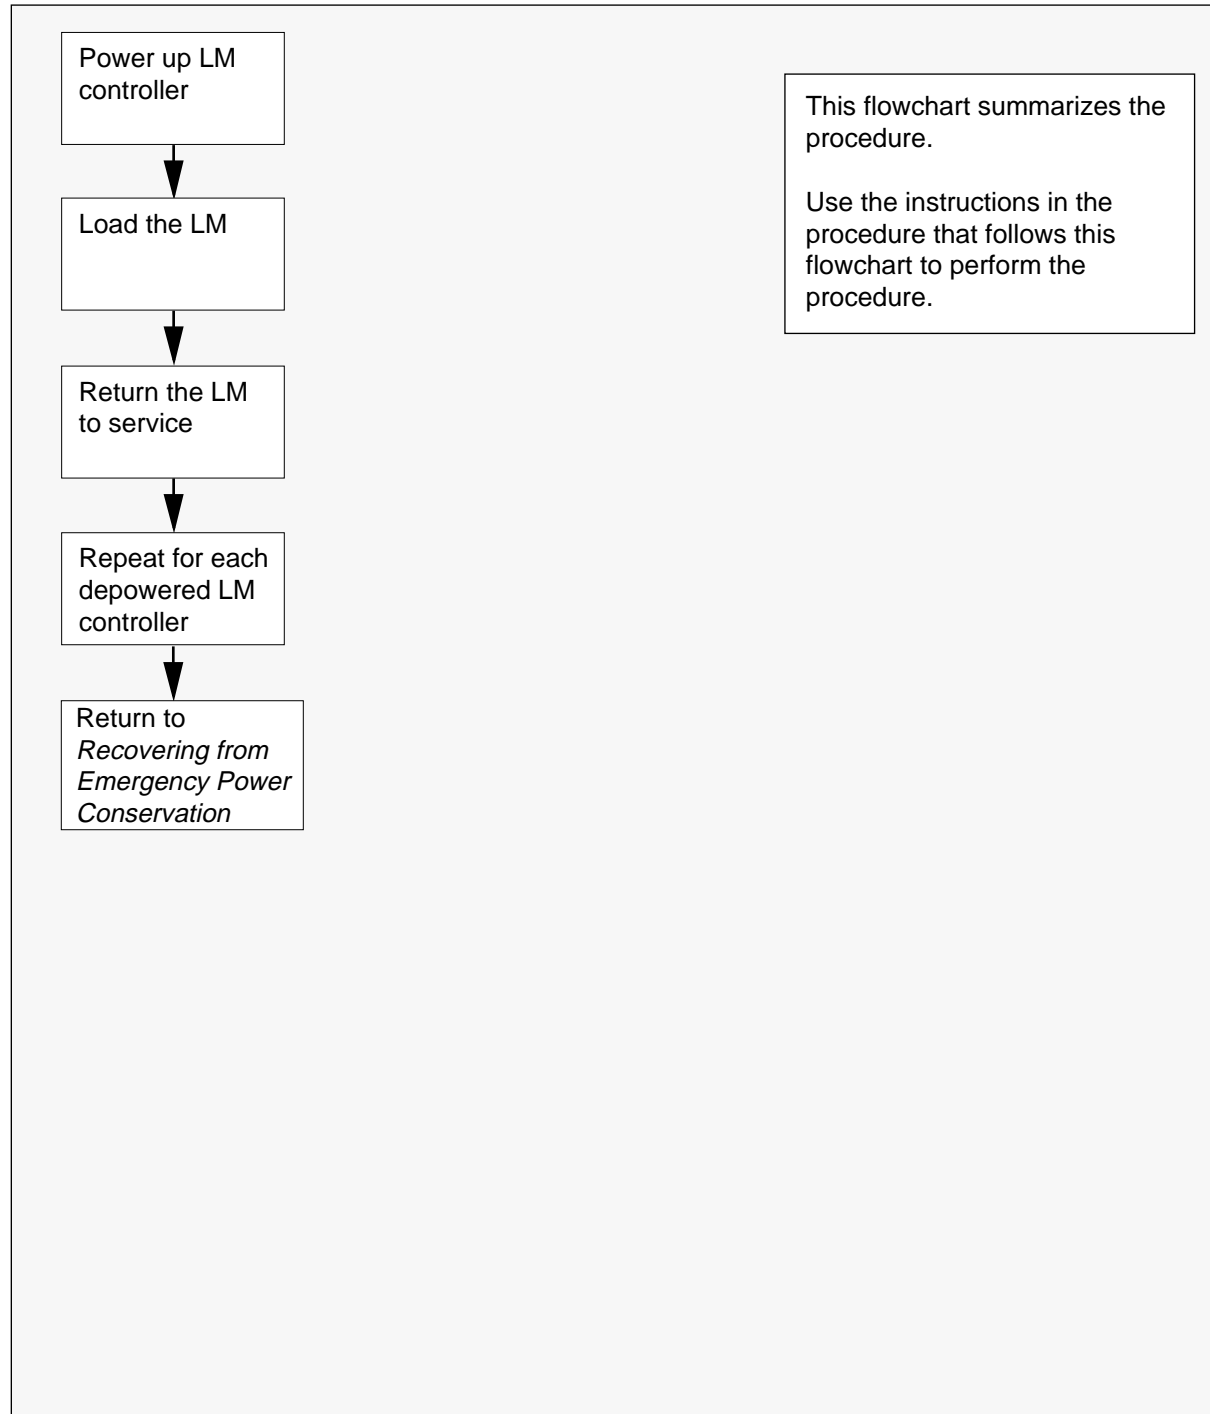 Power up LM
controller
Load the LM
Return the LM
to service
Repeat for each
depowered LM
controller
Return to
Recovering from
Emergency Power
Conservation
This flowchart summarizes the
procedure.
Use the instructions in the
procedure that follows this
flowchart to perform the
procedure.